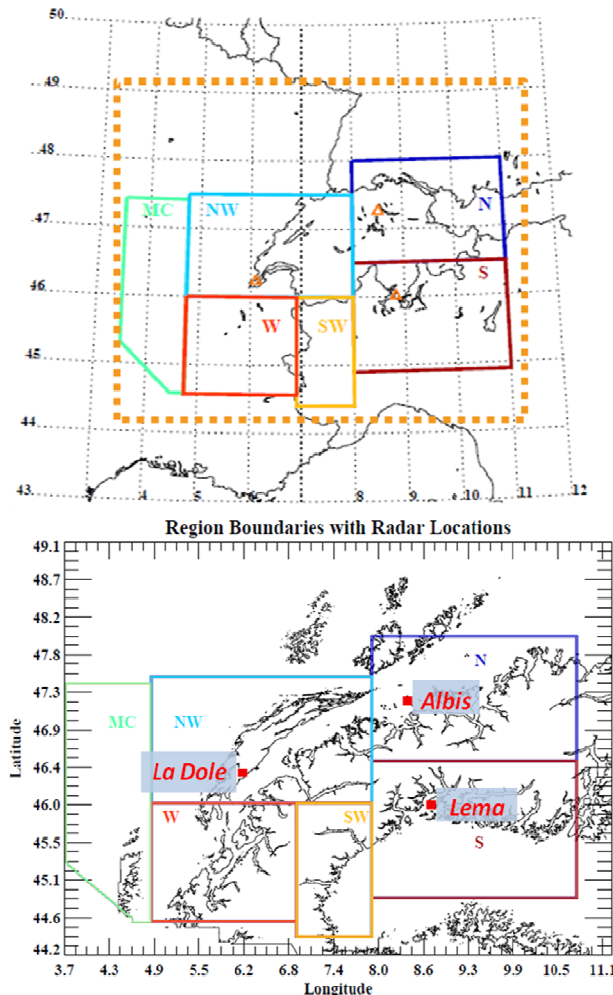 50
49
48
47
46
45
44
43
MC
NW
N
S
W
SW
4
5
6
7
8
9
10
11
12
Region Boundaries with Radar Locations
49.1
48.7
48.2
47.8
47.3
46.9
46.4
46.0
45.5
45.1
44.6
44.2
Latitude
N
MC
NW
Albis
La Dole
Lema
W
SW
S
3.7 4.3 4.9 5.5 6.2 6.8 7.4 8.0 8.6 9.3 9.9 10.5 11.1
Longitude